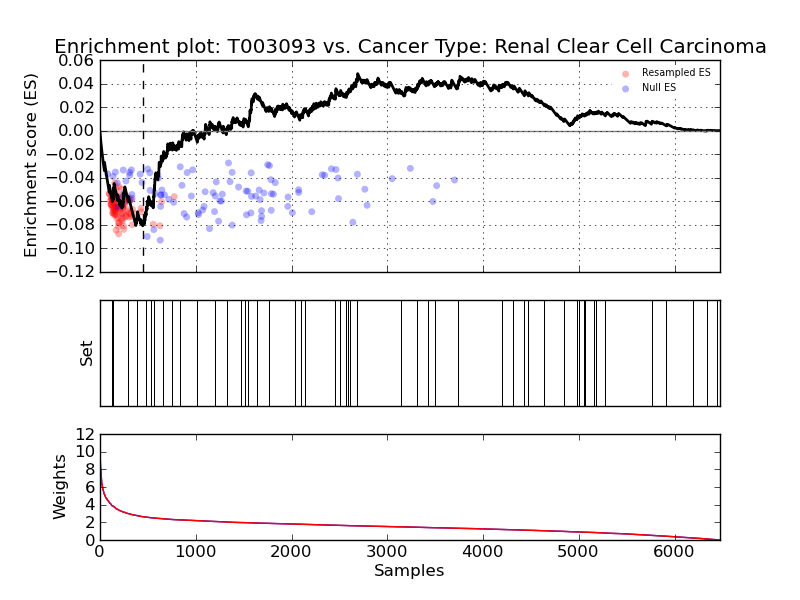 Enrichment plot: T003093 vs. Cancer Type: Renal Clear Cell Carcinoma
0.06
0.04
0.02
0.00
−0.02
−0.04
−0.06
−0.08
−0.10
−0.12
Enrichment score (ES)
Resampled ES
Null ES
Set
12
10
8
6
4
2
0
Weights
0 1000 2000 3000 4000 5000 6000
Samples